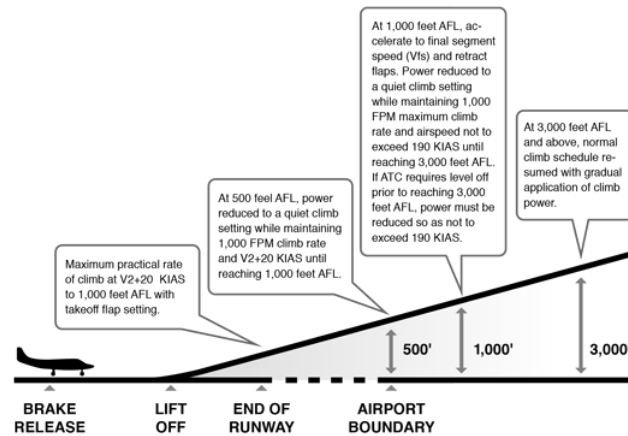 At 1,000 feet AFL, ac-
celerate to final segment
speed (Vfs) and retract
flaps. Power reduced to
a quiet climb setting
while maintaining 1,000
FPM maximum climb
rate and airspeed not to
exceed 190 KIAS until
reaching 3,000 feet AFL.
If ATC requires level off
prior to reaching 3,000
feet AFL, power must be
reduced so as not to
exceed 190 KIAS.
At 3,000 feet AFL
and above, normal
climb schedule re-
sumed with gradual
application of climb
power.
At 500 feel AFL, power
reduced to a quiet climb
setting while maintaining
1,000 FPM climb rate
and V2+20 KIAS until
reaching 1,000 feet AFL.
Maximum practical rate
of climb at V2+20 KIAS
to 1,000 feet AFL with
takeoff flap setting.
500'
1,000'
3,000'
BRAKE
RELEASE
LIFT
OFF
END OF
RUNWAY
AIRPORT
BOUNDARY